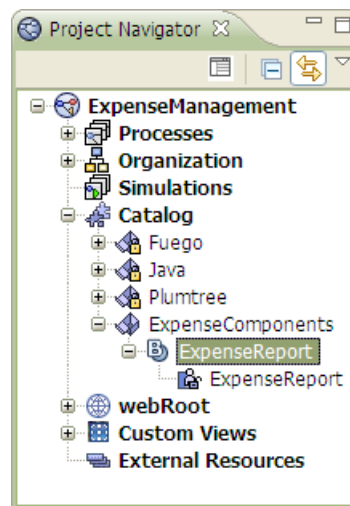 Project Navigator
ExpenseManagement
Processes
Organization
Simulations
Catalog
Fuego
Java
Plumtree
ExpenseComponents
ExpenseReport
ExpenseReport
webRoot
Custom Views
External Resources